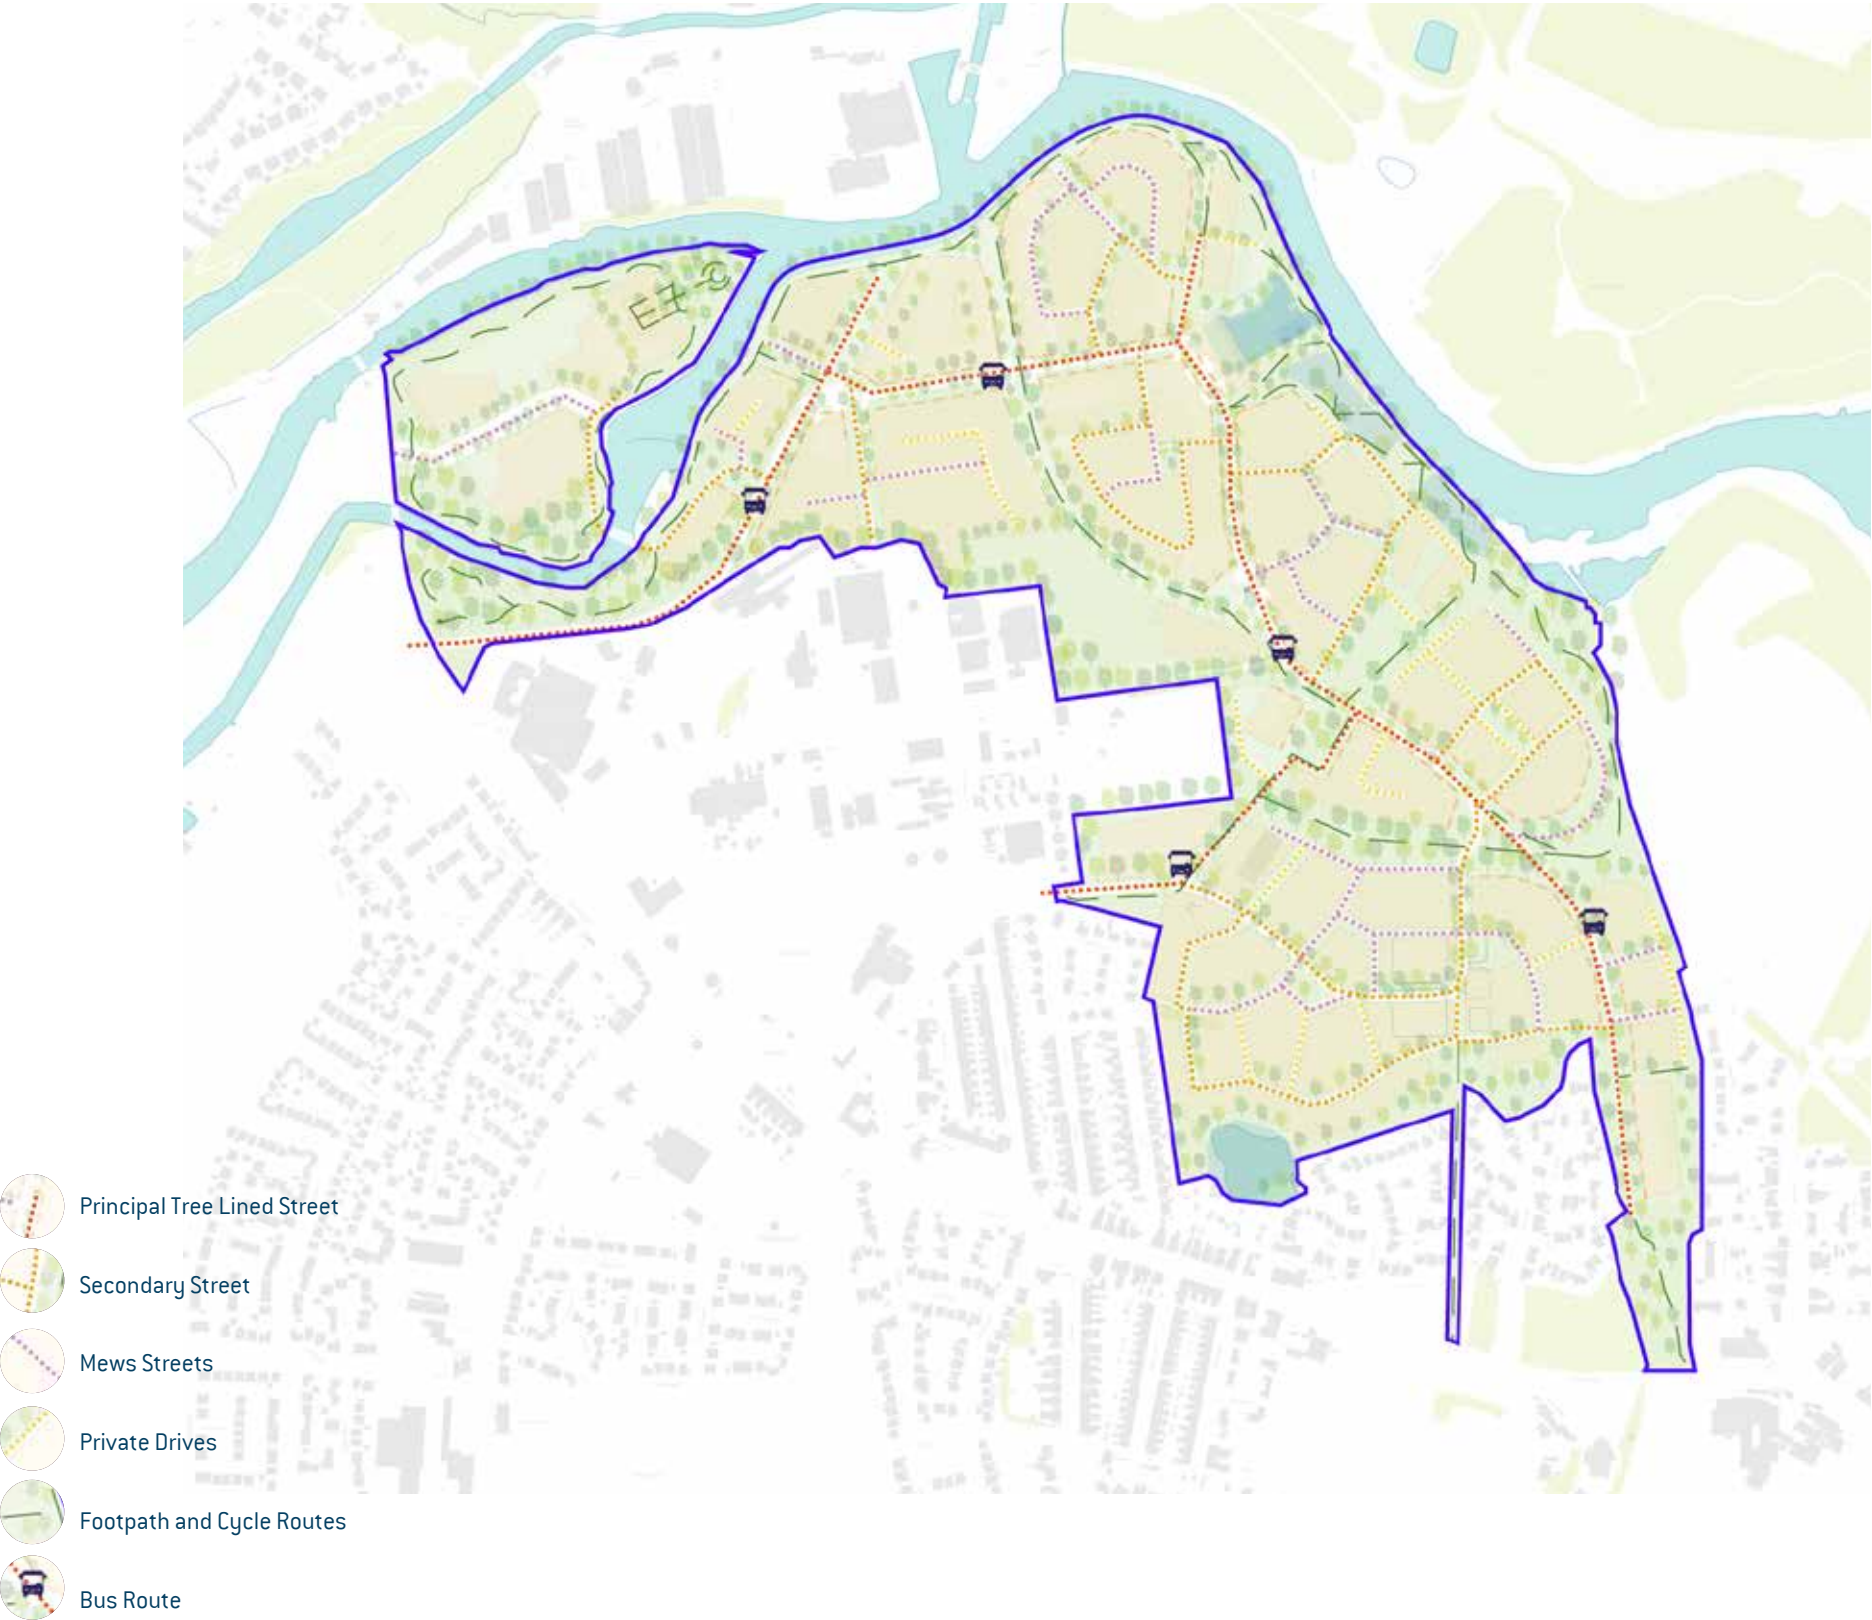 Principal Tree Lined Street
Secondary Street
Mews Streets
Private Drives
Footpath and Cycle Routes
Bus Route